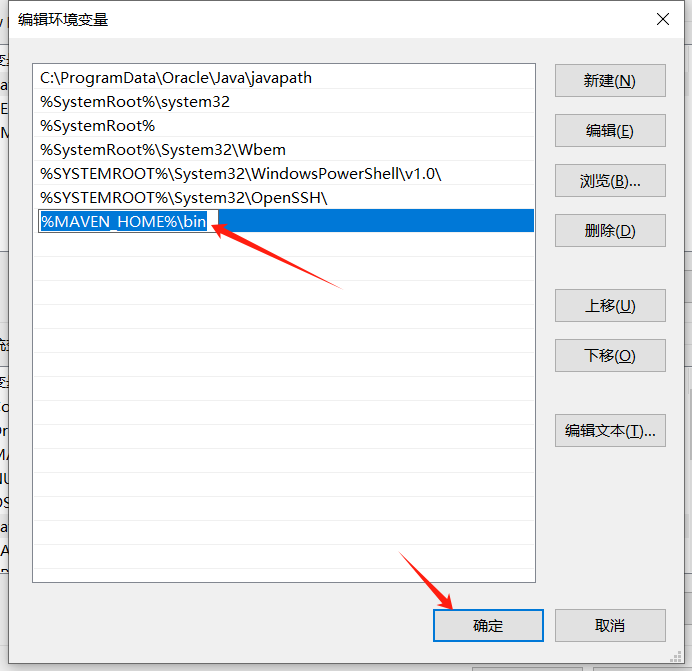 编辑环境变量
C:\ProgramData\Oracle\Java\javapath
%SystemRoot%\system32
%SystemRoot%
%SystemRoot%\System32\Wbem
%SYSTEMROOT%\System32\WindowsPowerShell\v1.0\
%SYSTEMROOT%\System32\OpenSSH\
%MAVEN_HOME%\bin
新建(N)
编辑(E)
浏览(B)...
删除(D)
上移(U)
下移(O)
编辑文本(T)...
确定
取消